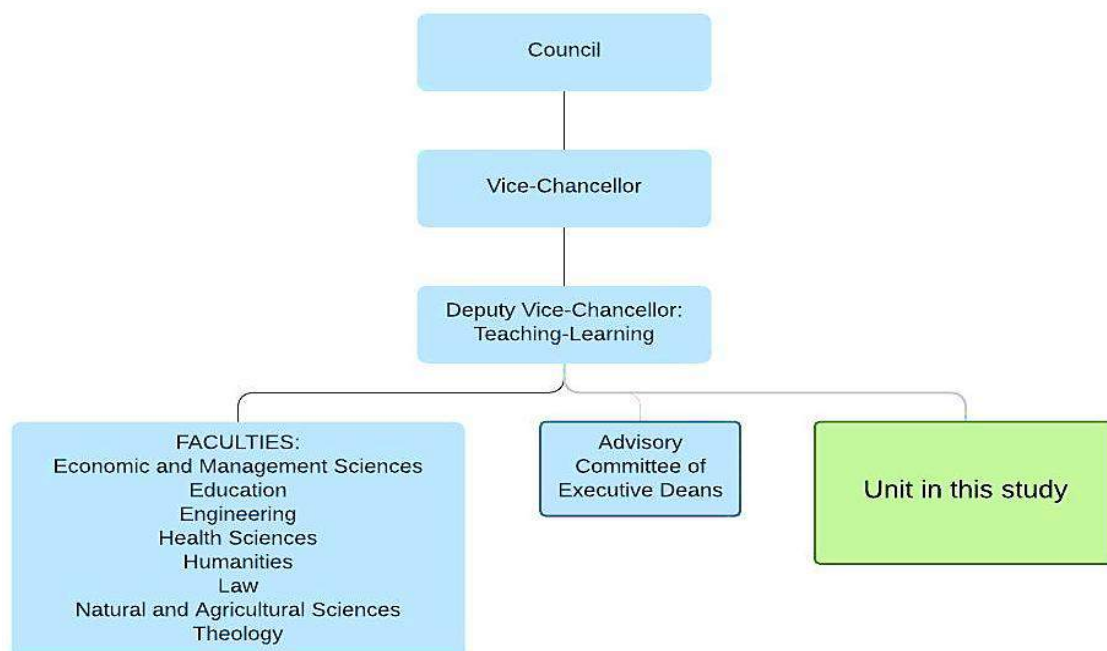 Council
Vice-Chancellor
Deputy Vice-Chancellor:
Teaching-Learning
FACULTIES:
Economic and Management Sciences
Education
Engineering
Health Sciences
Humanities
Law
Natural and Agricultural Sciences
Theology
Advisory
Committee of
Executive Deans
Unit in this study